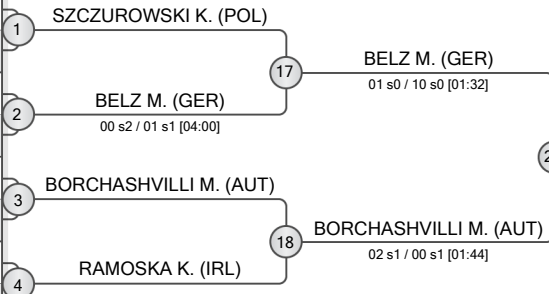 SZCZUROWSKI K. (POL)
1
17
BELZ M. (GER)
01 s0 / 10 s0 [01:32]
BELZ M. (GER)
2
00 s2 / 01 s1 [04:00]
2
BORCHASHVILLI M. (AUT)
3
18
BORCHASHVILLI M. (AUT)
02 s1 / 00 s1 [01:44]
RAMOSKA K. (IRL)
4